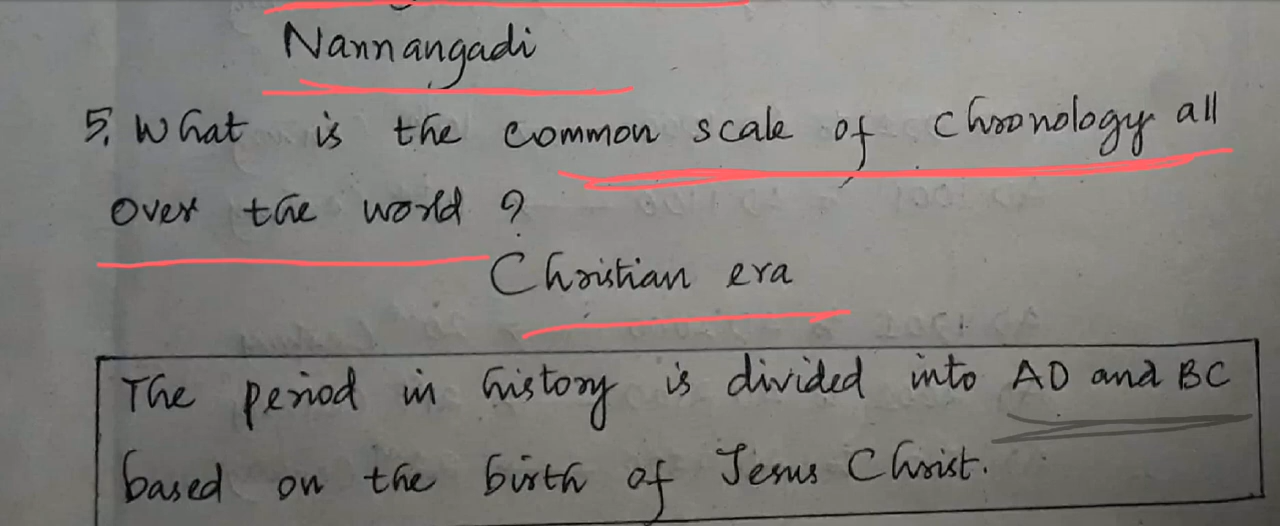 Nannangadi
5. What is the common scale of chronology all
over the world ?
Christian era
The period in history is divided into AD and BC
based on the birth of Jesus Christ.